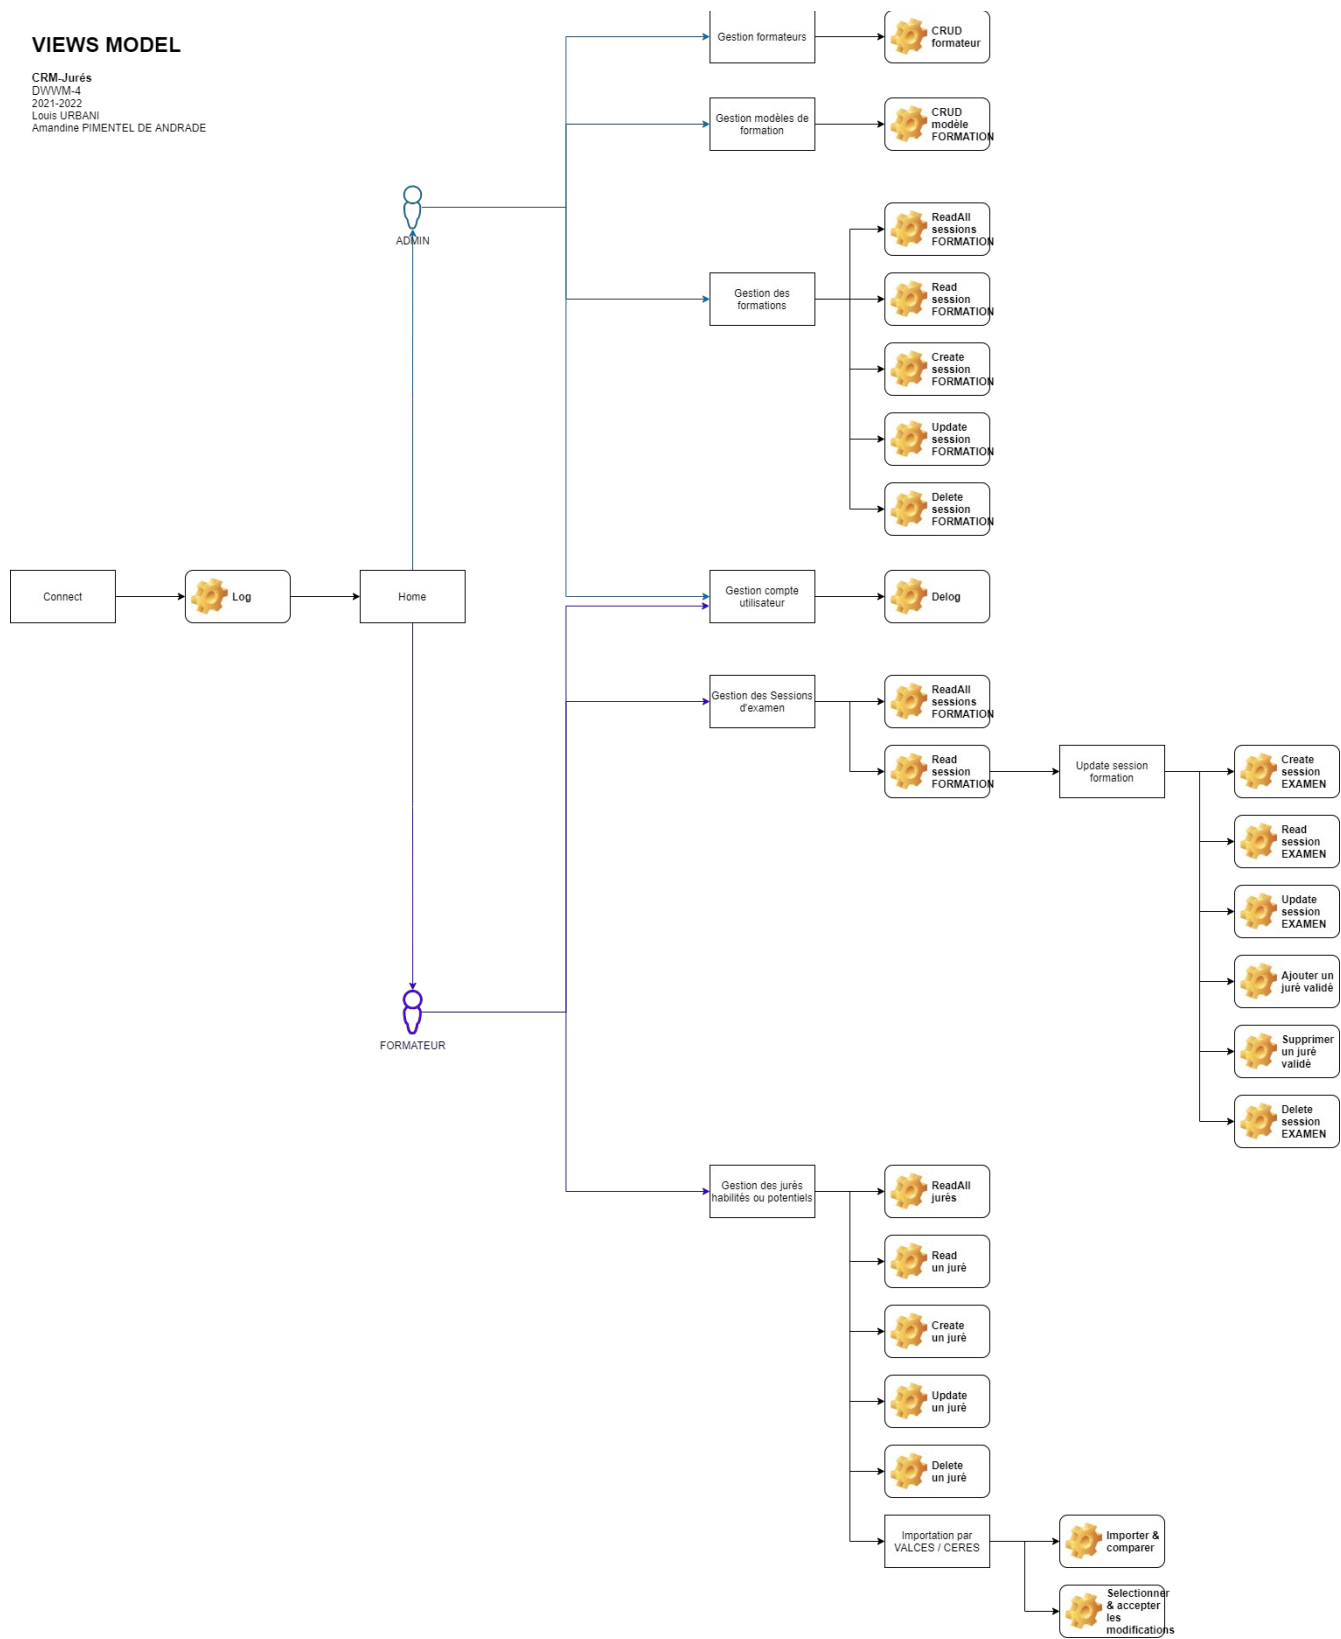 VIEWS MODEL
CRM-Jurés
DWWM-4
2021-2022
Louis URBANI
Amandine PIMENTEL DE ANDRADE
Gestion formateurs
CRUD
formateur
Gestion modèles de
formation
CRUD
modèle
FORMATION
ADMIN
ReadAll
sessions
FORMATION
Gestion des
formations
Read
session
FORMATION
Create
session
FORMATION
Update
session
FORMATION
Delete
session
FORMATION
Connect
Log
Home
Gestion compte
utilisateur
Delog
Gestion des Sessions
d'examen
ReadAll
sessions
FORMATION
Read
session
FORMATION
Update session
formation
Create
session
EXAMEN
Read
session
EXAMEN
Update
session
EXAMEN
Ajouter un
juré validé
Supprimer
un juré
validé
Delete
session
EXAMEN
FORMATEUR
Gestion des jurés
habilités ou potentiels
ReadAll
jurés
Read
un juré
Create
un juré
Update
un juré
Delete
un juré
Importation par
VALCES / CERES
Importer &
comparer
Selectionner
& accepter
les
modifications